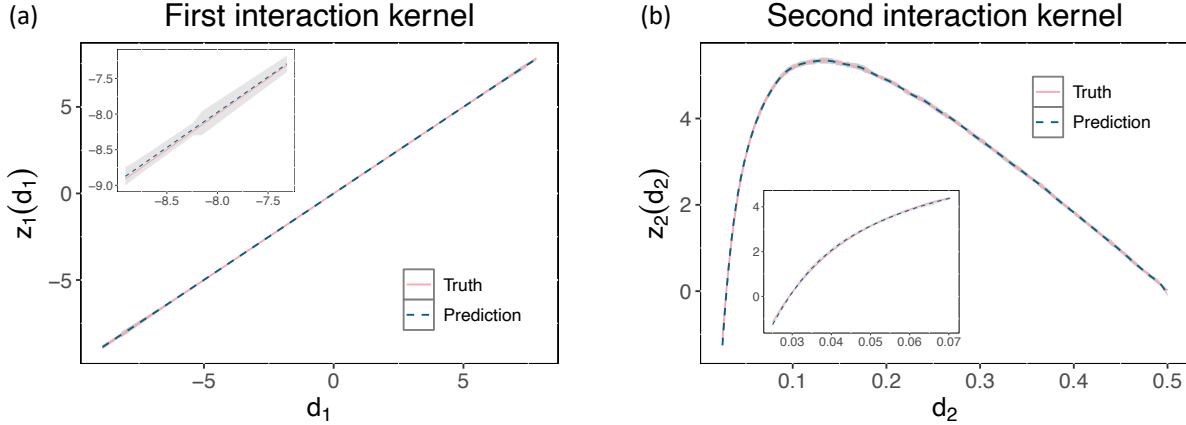 (a) First interaction kernel
z1(d1)
5
0
−5
−5 0 5
d1
−7.5
−8.0
−8.5
−9.0
−8.5 −8.0 −7.5
Truth
Prediction
(b) Second interaction kernel
z2(d2)
4
2
0
0.1 0.2 0.3 0.4 0.5
d2
Truth
Prediction
4
2
0
0.03 0.04 0.05 0.06 0.07